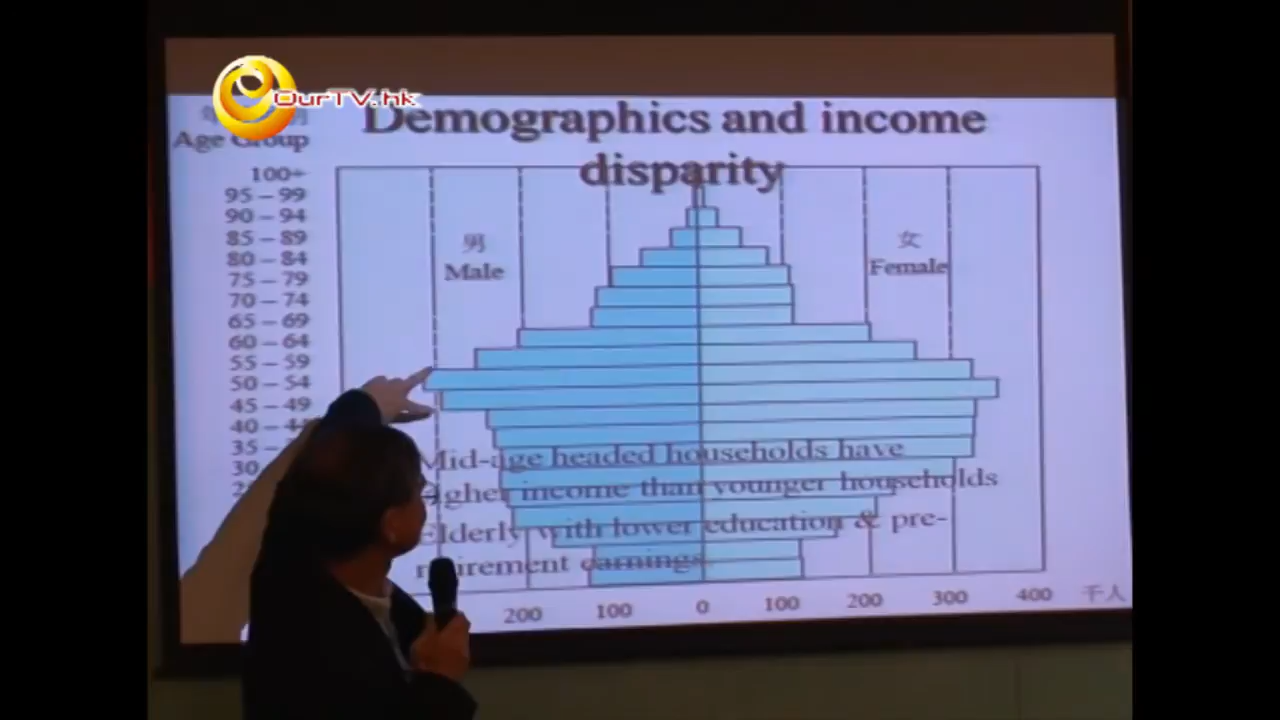 OurTV.hk
Demographics and income
disparity
Age Group
100+
95 – 99
90 – 94
85 – 89
80 – 84
75 – 79
70 – 74
65 – 69
60 – 64
55 – 59
50 – 54
45 – 49
40 –
35 –
30
男
Male
女
Female
Mid-age headed households have
higher income than younger households
Elderly with lower education & pre-
retirement earnings.
200 100 0 100 200 300 400 千人